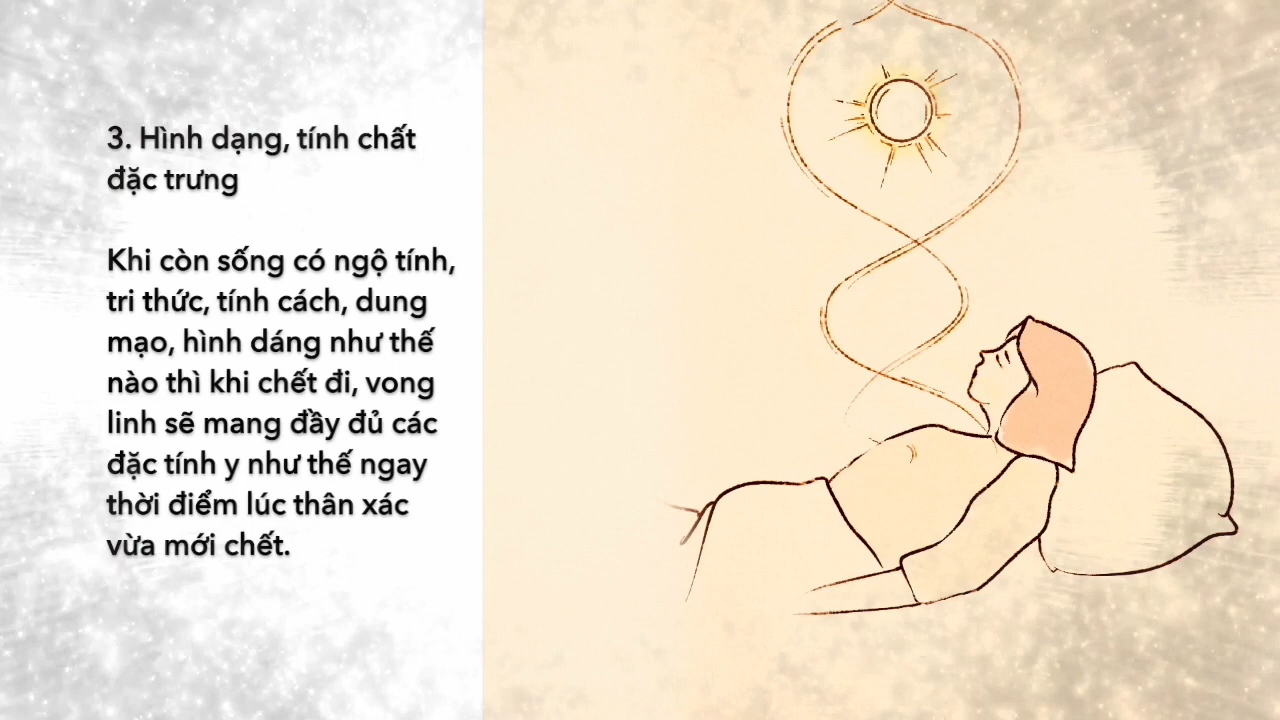 3. Hình dạng, tính chất
đặc trưng
Khi còn sống có ngộ tính,
tri thức, tính cách, dung
mạo, hình dáng như thế
nào thì khi chết đi, vong
linh sẽ mang đầy đủ các
đặc tính y như thế ngay
thời điểm lúc thân xác
vừa mới chết.